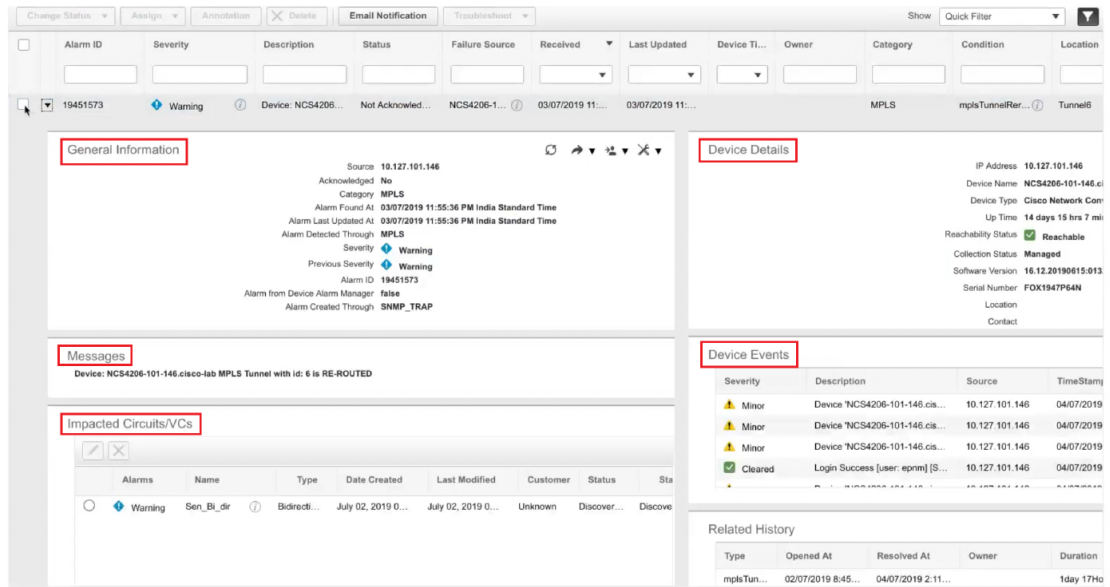 Change Status Assign Annotation Delete Email Notification Troubleshoot Show Quick Filter
Alarm ID Severity Description Status Failure Source Received Last Updated Device Ti... Owner Category Condition Location
19451573 Warning Device: NCS4206... Not Acknowled... NCS4206-1... 03/07/2019 11:... 03/07/2019 11:... MPLS mplsTunnelRer... Tunnel6
General Information
Source 10.127.101.146
Acknowledged No
Category MPLS
Alarm Found At 03/07/2019 11:55:36 PM India Standard Time
Alarm Last Updated At 03/07/2019 11:55:36 PM India Standard Time
Alarm Detected Through MPLS
Severity Warning
Previous Severity Warning
Alarm ID 19451573
Alarm from Device Alarm Manager false
Alarm Created Through SNMP_TRAP
Device Details
IP Address 10.127.101.146
Device Name NCS4206-101-146.ci
Device Type Cisco Network Con
Up Time 14 days 15 hrs 7 mi
Reachability Status Reachable
Collection Status Managed
Software Version 16.12.20190615:013
Serial Number FOX1947P64N
Location
Contact
Messages
Device: NCS4206-101-146.cisco-lab MPLS Tunnel with id: 6 is RE-ROUTED
Device Events
Severity Description Source TimeStamp
Minor Device 'NCS4206-101-146.cis... 10.127.101.146 04/07/2019
Minor Device 'NCS4206-101-146.cis... 10.127.101.146 04/07/2019
Minor Device 'NCS4206-101-146.cis... 10.127.101.146 04/07/2019
Cleared Login Success [user: epnm] [S... 10.127.101.146 04/07/2019
Impacted Circuits/VCs
Alarms Name Type Date Created Last Modified Customer Status Sta
Warning Sen_Bi_dir Bidirecti... July 02, 2019 0... July 02, 2019 0... Unknown Discover... Discove
Related History
Type Opened At Resolved At Owner Duration
mplsTun... 02/07/2019 8:45... 04/07/2019 2:11... 1day 17H